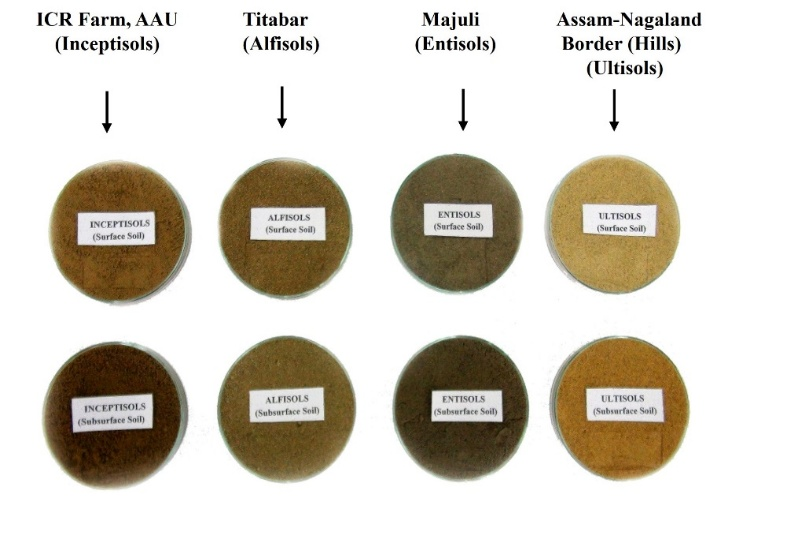 ICR Farm, AAU
(Inceptisols)
Titabar
(Alfisols)
Majuli
(Entisols)
Assam-Nagaland
Border (Hills)
(Ultisols)
INCEPTISOLS
(Surface Soil)
ALFISOLS
(Surface Soil)
ENTISOLS
(Surface Soil)
ULTISOLS
(Surface Soil)
INCEPTISOLS
(Subsurface Soil)
ALFISOLS
(Subsurface Soil)
ENTISOLS
(Subsurface Soil)
ULTISOLS
(Subsurface Soil)